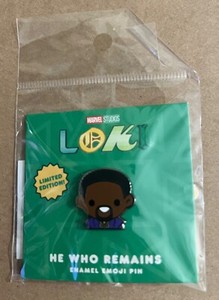 MARVEL STUDIOS
LOKI
LIMITED
EDITION!
HE WHO REMAINS
ENAMEL EMOJI PIN